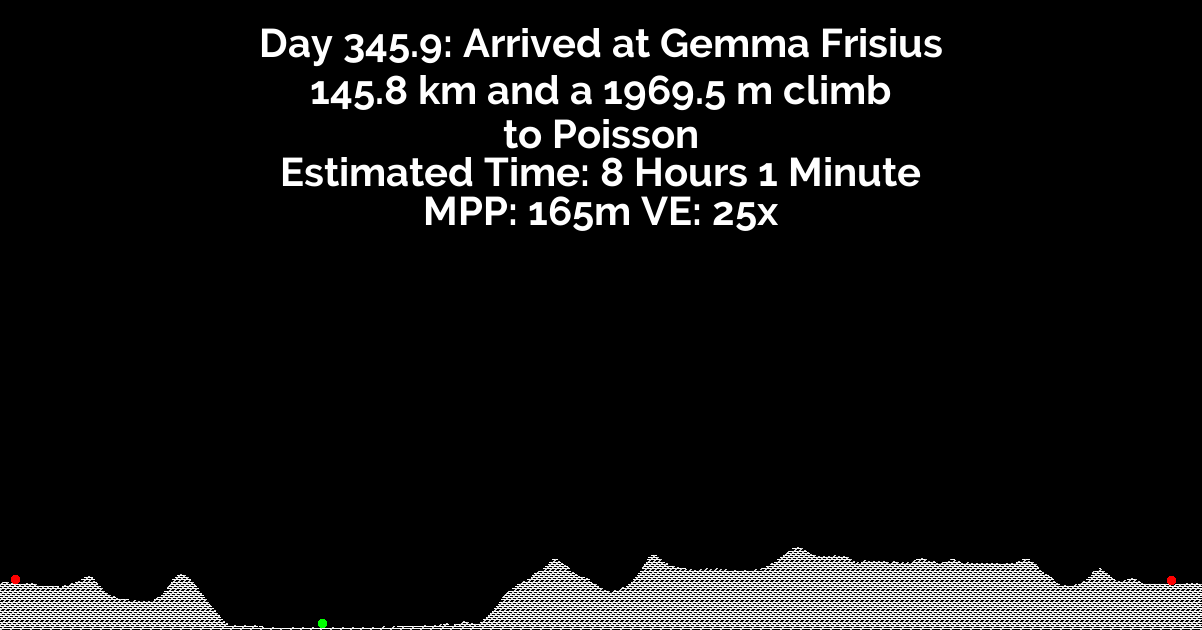 Day 345.9: Arrived at Gemma Frisius
145.8 km and a 1969.5 m climb
to Poisson
Estimated Time: 8 Hours 1 Minute
MPP: 165m VE: 25x